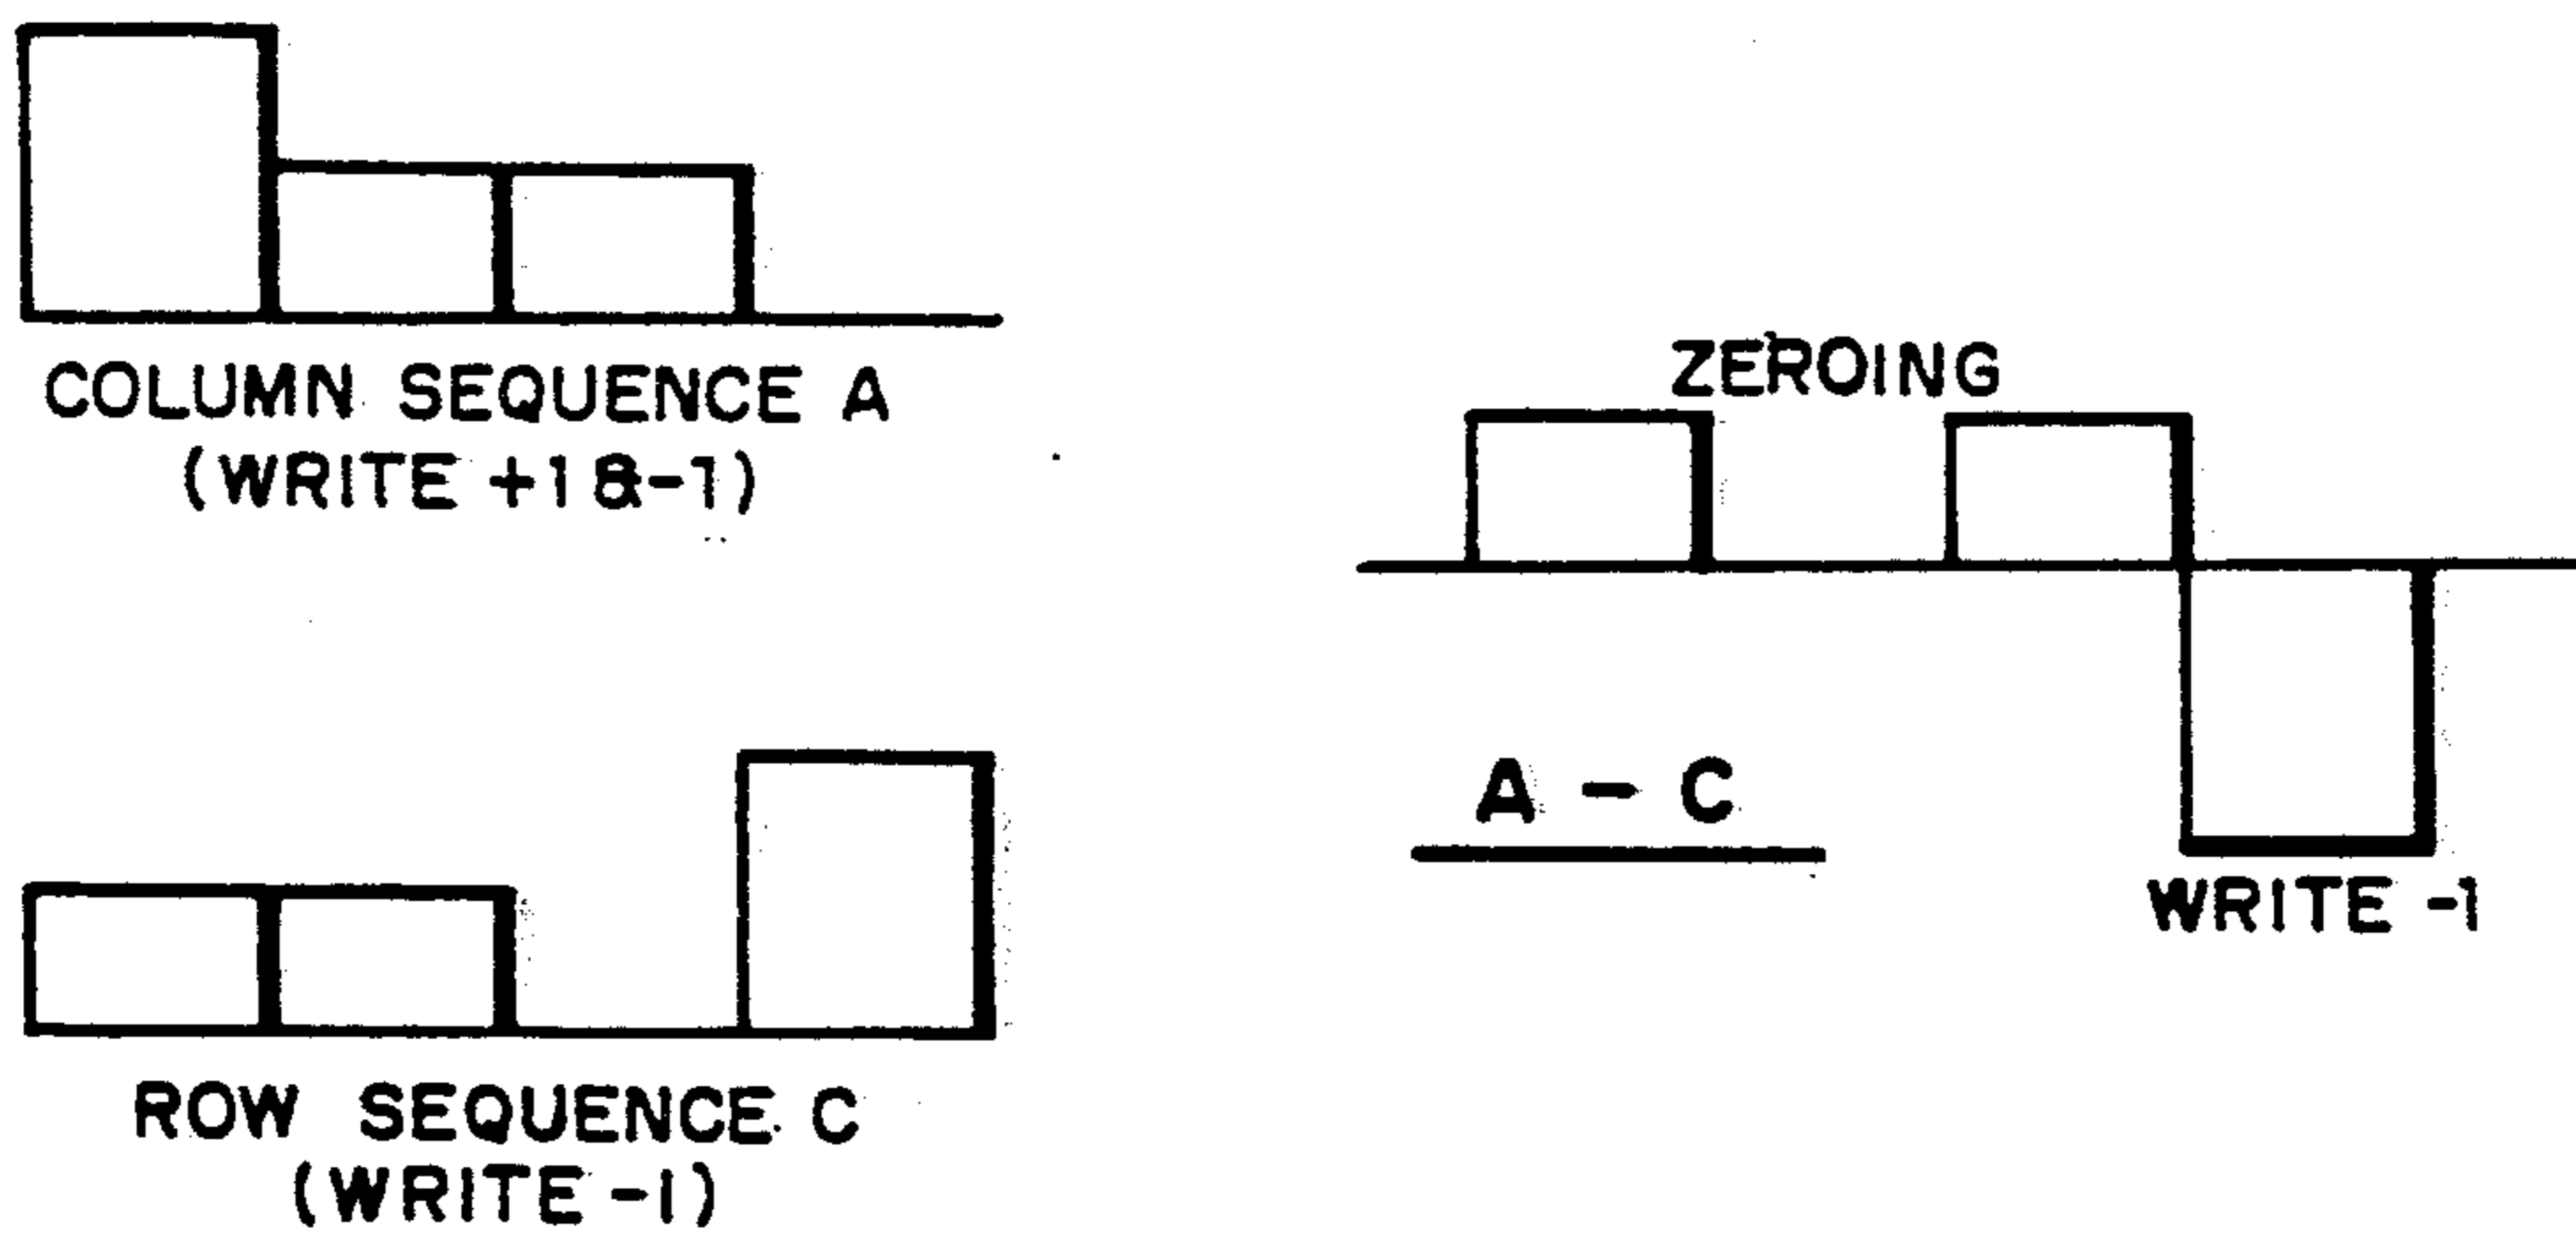 COLUMN SEQUENCE A
(WRITE +1 &-1)
ZEROING
A - C
WRITE -1
ROW SEQUENCE C
(WRITE -1)